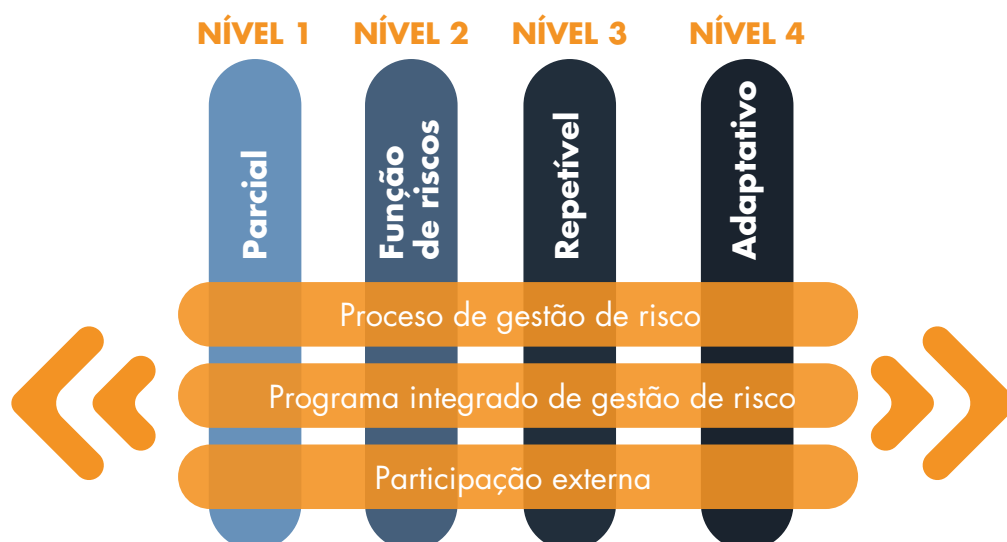 NÍVEL 1
NÍVEL 2
NÍVEL 3
NÍVEL 4
Parcial
Função
de riscos
Repetível
Adaptativo
Proceso de gestão de risco
Programa integrado de gestão de risco
Participação externa